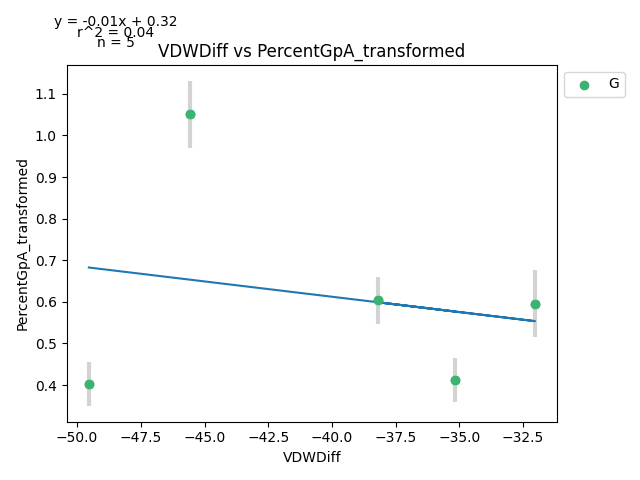 y = -0.01x + 0.32
r^2 = 0.04
n = 5
VDWDiff vs PercentGpA_transformed
G
PercentGpA_transformed
1.1
1.0
0.9
0.8
0.7
0.6
0.5
0.4
−50.0 −47.5 −45.0 −42.5 −40.0 −37.5 −35.0 −32.5
VDWDiff